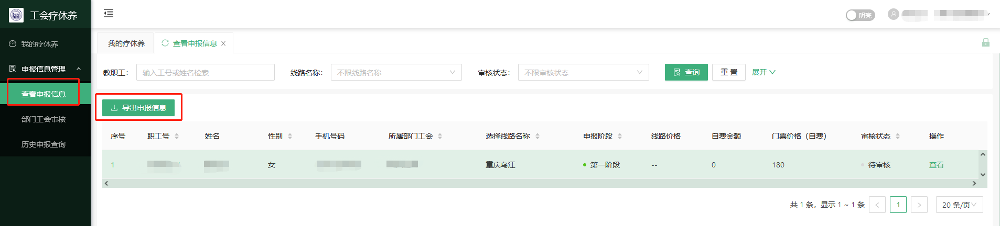 工会疗休养
明亮
我的疗休养
申报信息管理
查看申报信息
部门工会审核
历史申报查询
我的疗休养 查看申报信息
教职工： 输入工号或姓名检索 线路名称： 不限线路名称 审核状态： 不限审核状态 查询 重置 展开
导出申报信息
序号 职工号 姓名 性别 手机号码 所属部门工会 选择线路名称 申报阶段 线路价格 自费金额 门票价格（自费） 审核状态 操作
1 女 重庆乌江 第一阶段 -- 0 180 待审核 查看
共 1 条，显示 1 ~ 1 条 1 20 条/页